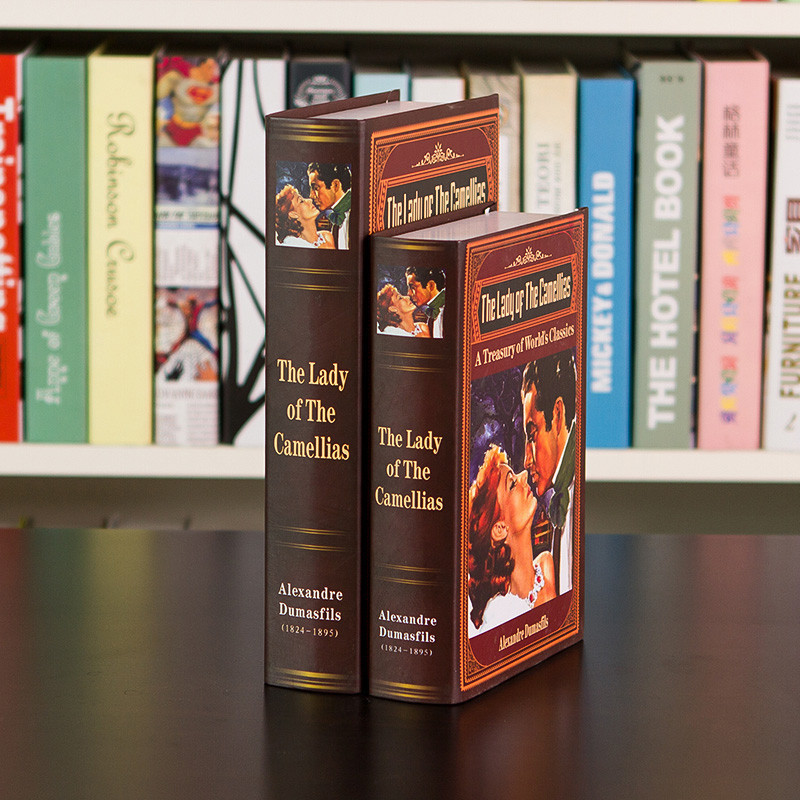 Robinson Crusoe
TEORI
MICKEY & DONALD
THE HOTEL BOOK
FURNITURE
The Lady of The Camellias
The Lady
of The
Camellias
Alexandre
Dumasfils
(1824-1895)
The Lady
of The
Camellias
Alexandre
Dumasfils
(1824-1895)
The Lady of The Camellias
A Treasury of World's Classics
Alexandre Dumasfils